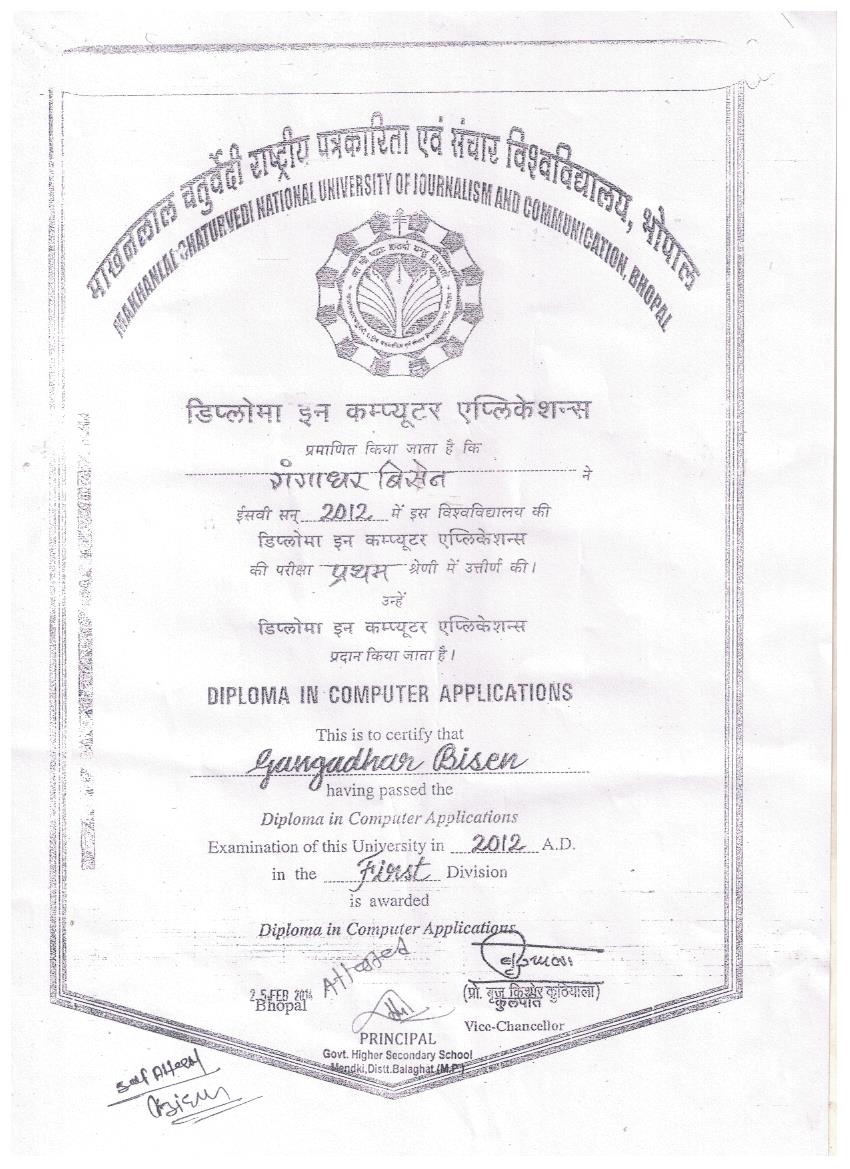 माखनलाल चतुर्वेदी राष्ट्रीय पत्रकारिता एवं संचार विश्वविद्यालय, भोपाल
MAKHANLAL CHATURVEDI NATIONAL UNIVERSITY OF JOURNALISM AND COMMUNICATION, BHOPAL
डिप्लोमा इन कम्प्यूटर एप्लिकेशन्स
प्रमाणित किया जाता है कि
गंगाधर बिसेन ने
ईसवी सन् 2012 में इस विश्वविद्यालय की
डिप्लोमा इन कम्प्यूटर एप्लिकेशन्स
की परीक्षा प्रथम श्रेणी में उत्तीर्ण की।
उन्हें
डिप्लोमा इन कम्प्यूटर एप्लिकेशन्स
प्रदान किया जाता है।
DIPLOMA IN COMPUTER APPLICATIONS
This is to certify that
Gangadhar Bisen
having passed the
Diploma in Computer Applications
Examination of this University in 2012 A.D.
in the First Division
is awarded
Diploma in Computer Applications
Attested
25 FEB 2014
Bhopal
(प्रो. बृज किशोर कुठियाला)
कुलपति
Vice-Chancellor
PRINCIPAL
Govt. Higher Secondary School
Mendki,Distt.Balaghat (M.P.)
Self Attested
Bisen